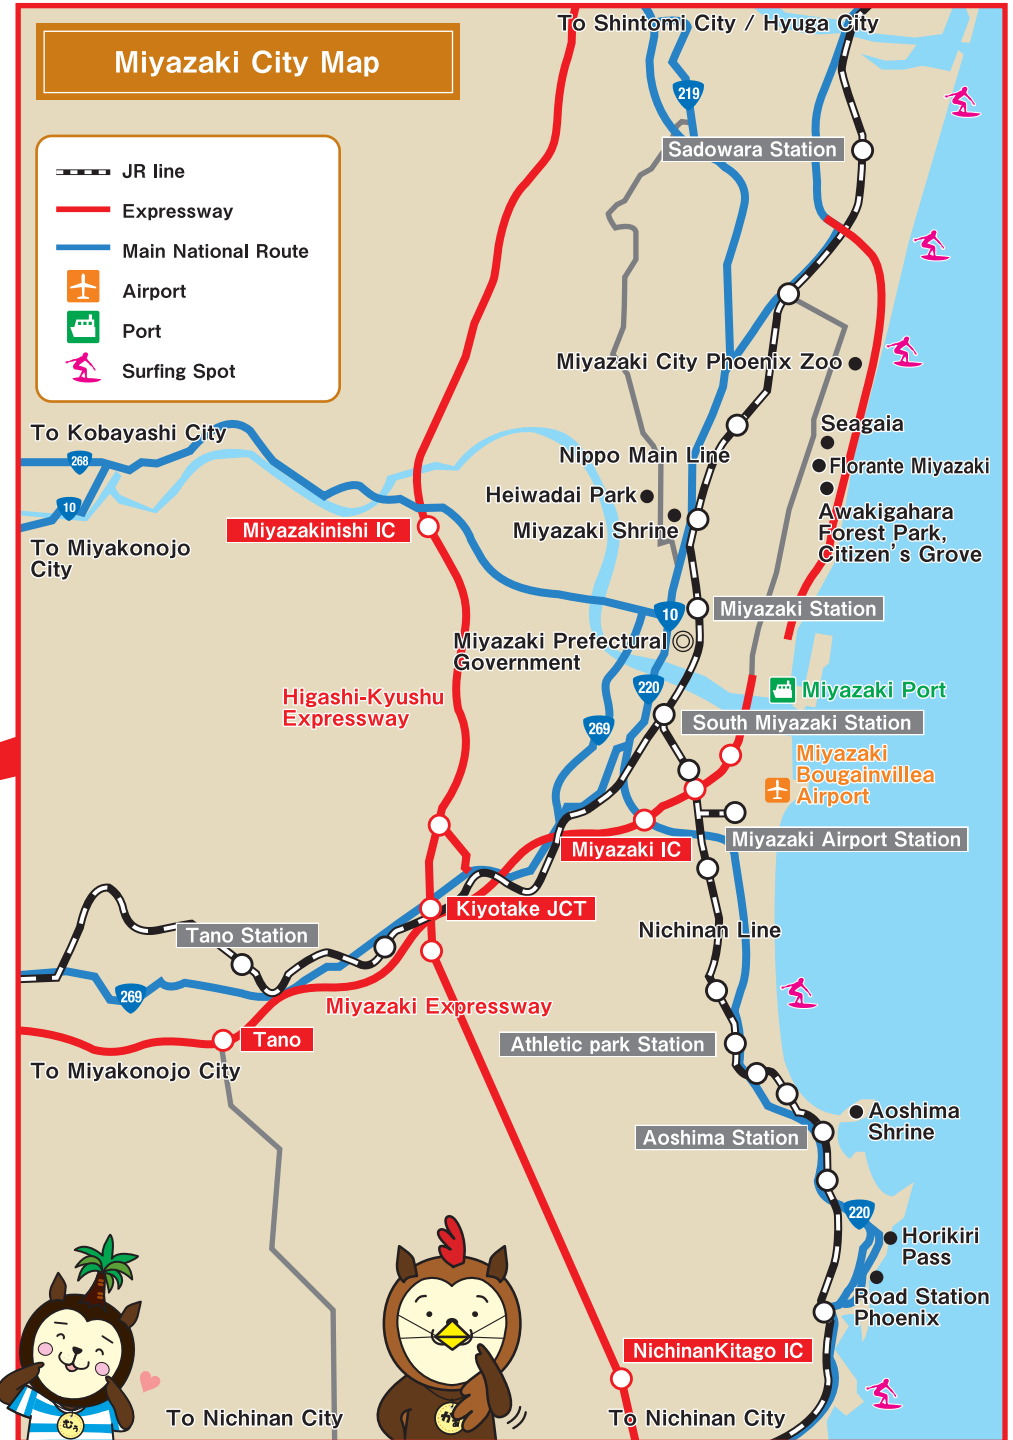 To Shintomi City / Hyuga City
Miyazaki City Map
219
Sadowara Station
JR line
Expressway
Main National Route
Airport
Port
Surfing Spot
Miyazaki City Phoenix Zoo
To Kobayashi City
268
10
To Miyakonojo
City
Seagaia
Nippo Main Line
Florante Miyazaki
Heiwadai Park
Miyazaki Shrine
Awakigahara
Forest Park,
Citizen's Grove
Miyazakinishi IC
10
Miyazaki Station
Miyazaki Prefectural
Government
220
Miyazaki Port
Higashi-Kyushu
Expressway
269
South Miyazaki Station
Miyazaki
Bougainvillea
Airport
Miyazaki IC
Miyazaki Airport Station
Kiyotake JCT
Tano Station
Nichinan Line
269
Miyazaki Expressway
Tano
Athletic park Station
To Miyakonojo City
Aoshima
Shrine
Aoshima Station
220
Horikiri
Pass
Road Station
Phoenix
NichinanKitago IC
To Nichinan City
To Nichinan City
むぅ